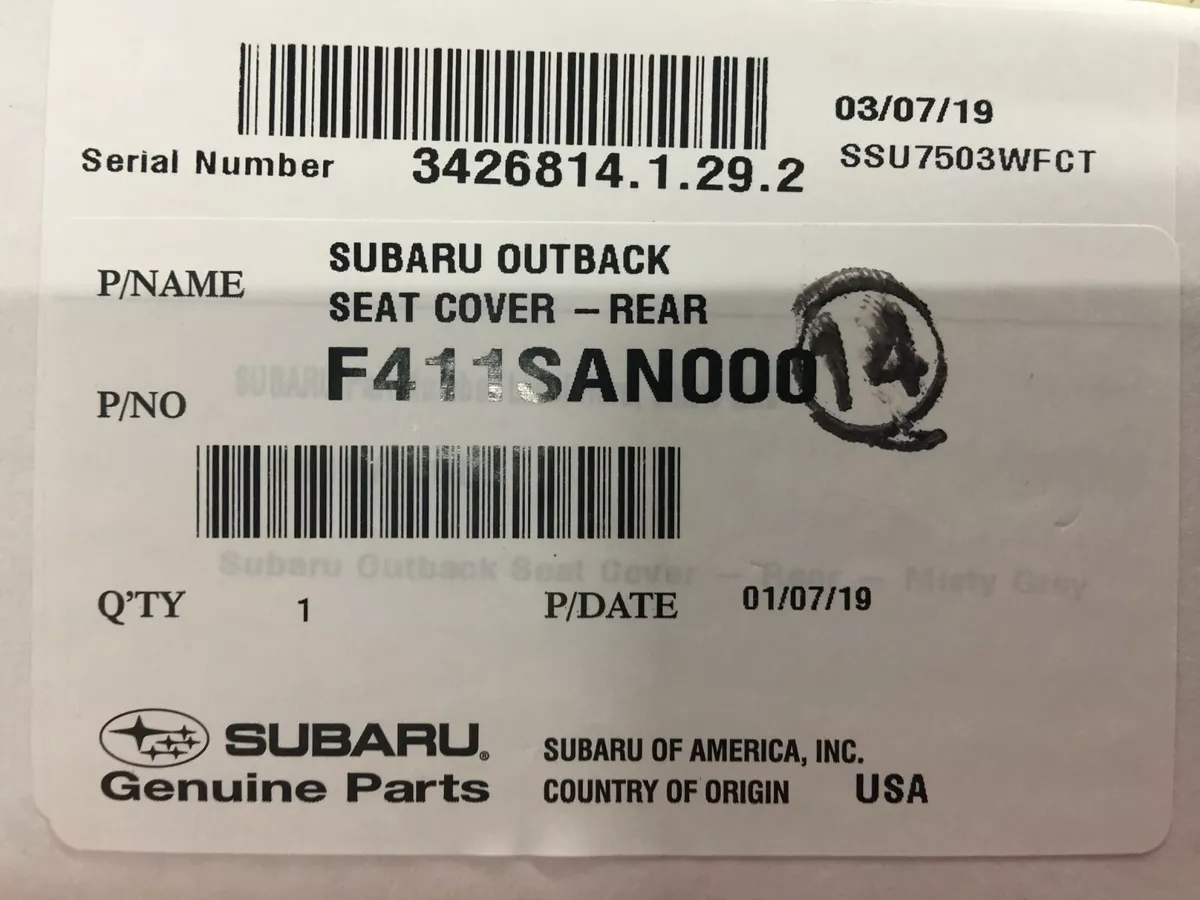 03/07/19
Serial Number 3426814.1.29.2 SSU7503WFCT
P/NAME SUBARU OUTBACK
SEAT COVER – REAR
P/NO F411SAN000
14
Subaru Outback Seat Cover – Rear – Misty Grey
Q'TY 1 P/DATE 01/07/19
SUBARU® SUBARU OF AMERICA, INC.
Genuine Parts COUNTRY OF ORIGIN USA